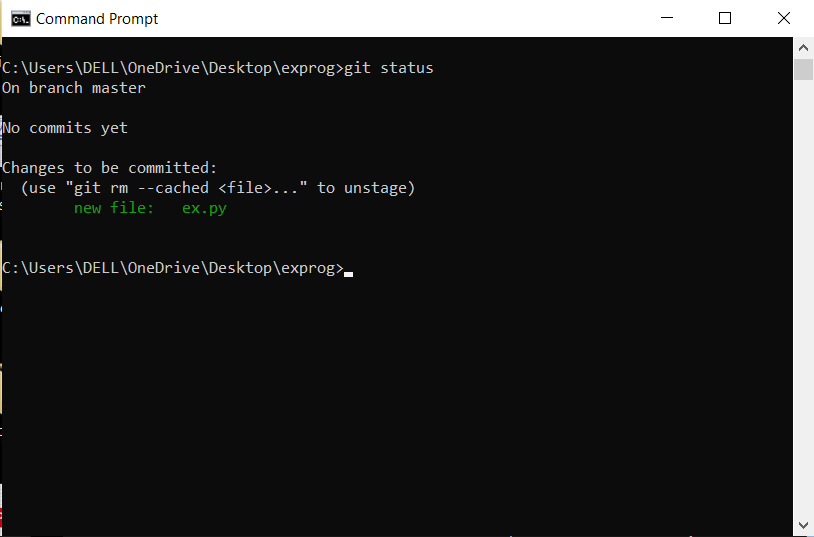 Command Prompt
C:\Users\DELL\OneDrive\Desktop\exprog>git status
On branch master
No commits yet
Changes to be committed:
  (use "git rm --cached <file>..." to unstage)
        new file:   ex.py
C:\Users\DELL\OneDrive\Desktop\exprog>